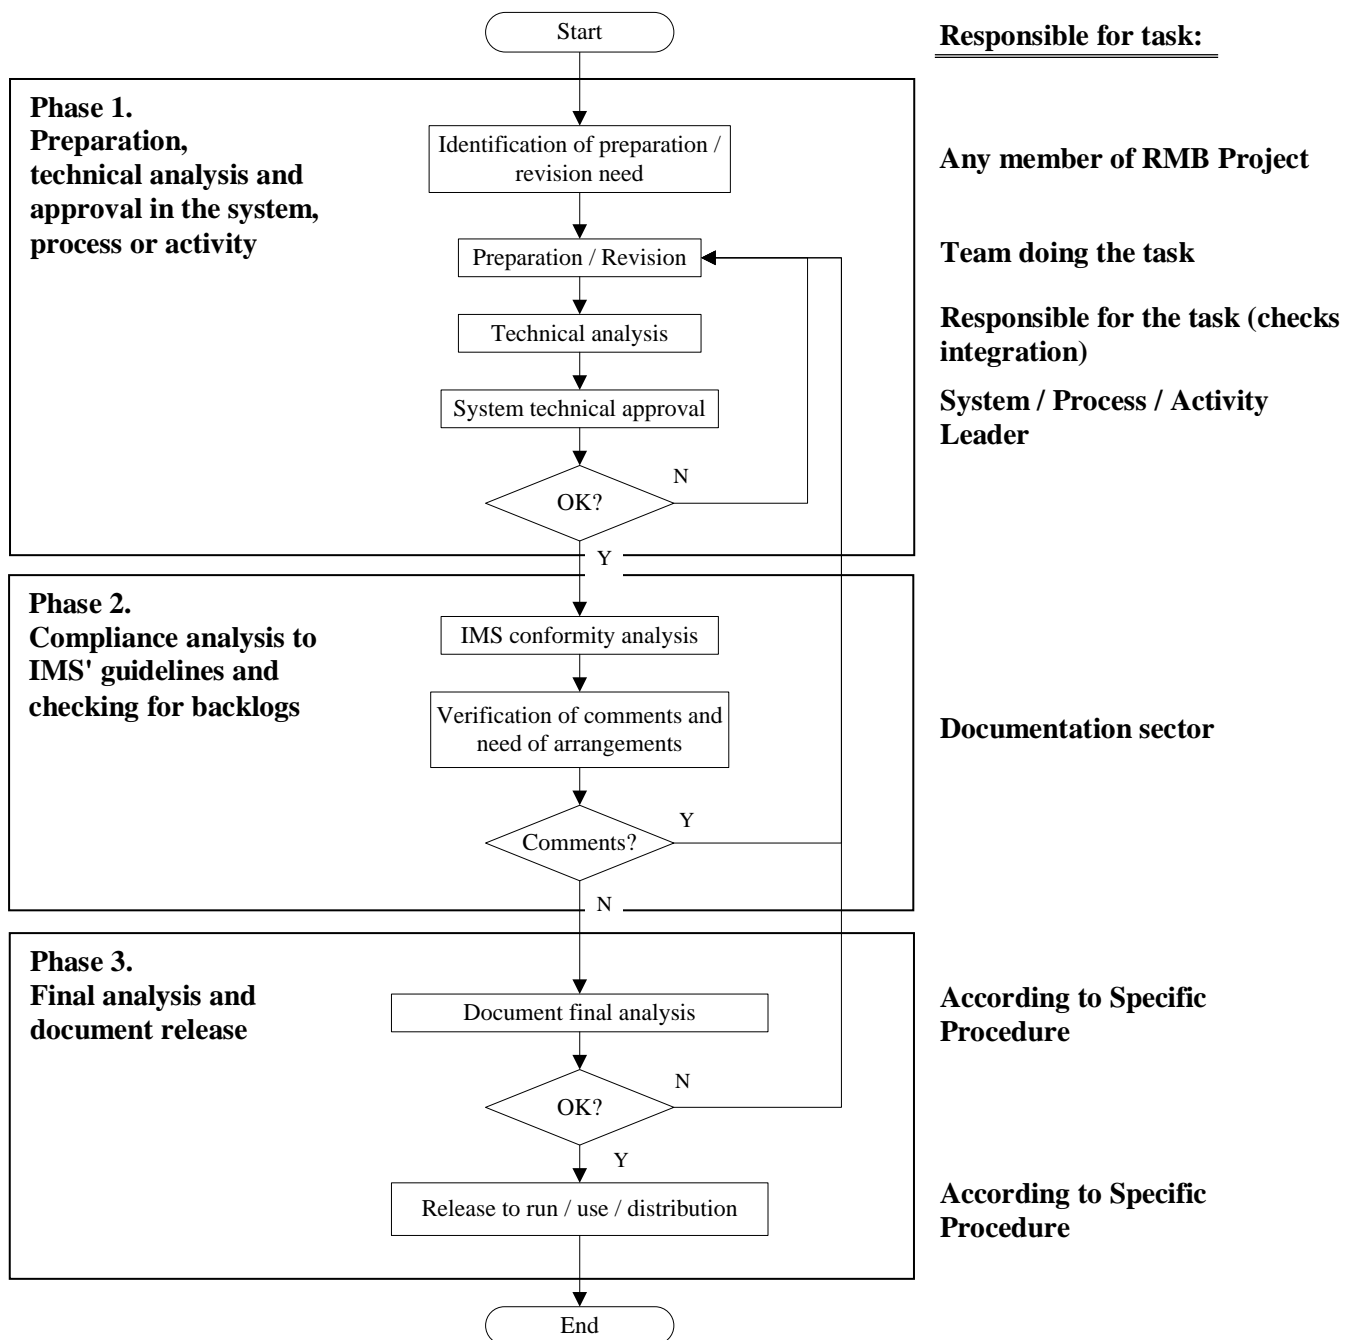 Start
Responsible for task:
Phase 1.
Preparation,
technical analysis and
approval in the system,
process or activity
Identification of preparation /
revision need
Any member of RMB Project
Preparation / Revision
Team doing the task
Technical analysis
Responsible for the task (checks
integration)
System technical approval
System / Process / Activity
Leader
OK?
N
Y
Phase 2.
Compliance analysis to
IMS' guidelines and
checking for backlogs
IMS conformity analysis
Verification of comments and
need of arrangements
Documentation sector
Comments?
Y
N
Phase 3.
Final analysis and
document release
Document final analysis
According to Specific
Procedure
OK?
N
Y
Release to run / use / distribution
According to Specific
Procedure
End